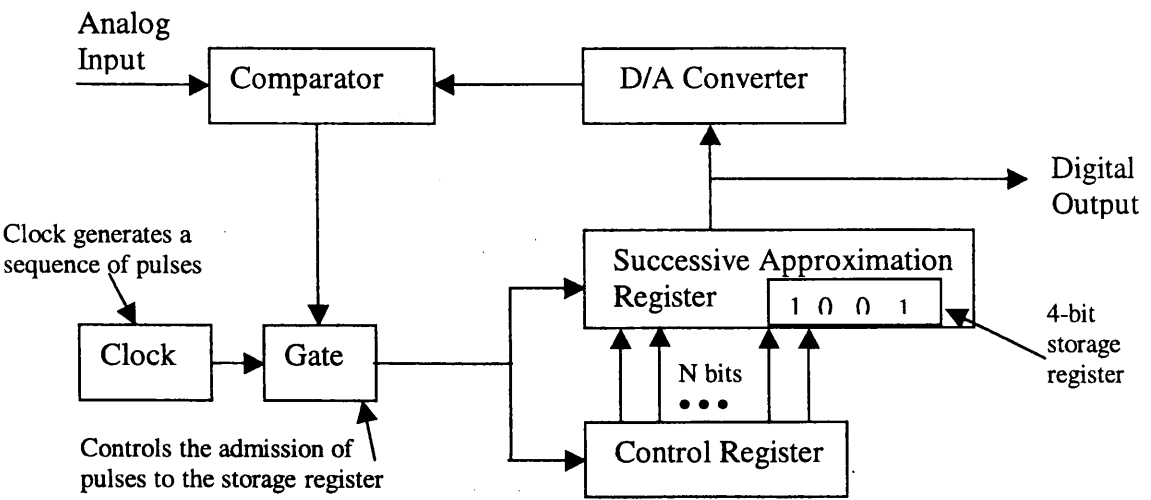 Analog
Input
Comparator
D/A Converter
Digital
Output
Clock generates a
sequence of pulses
Successive Approximation
Register
1 0 0 1
4-bit
storage
register
Clock
Gate
N bits
Controls the admission of
pulses to the storage register
Control Register